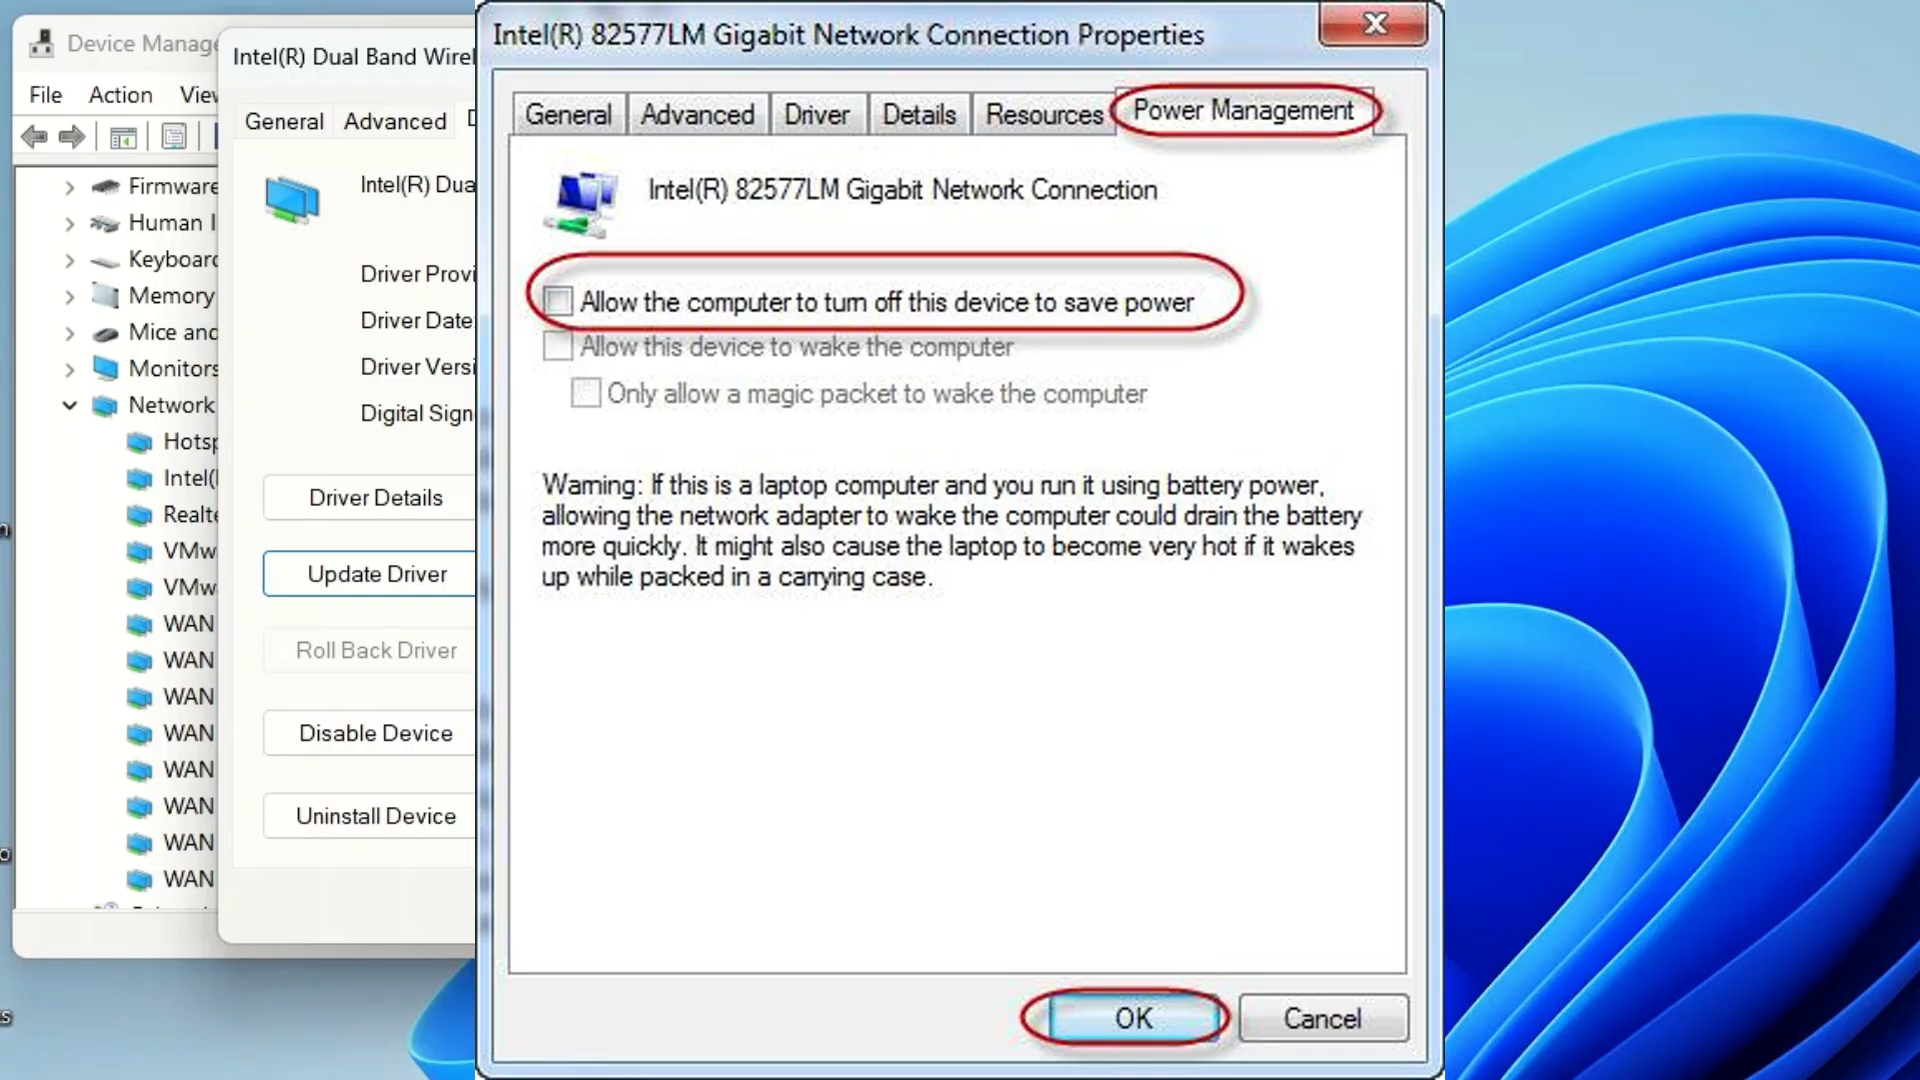 Device Manage
File Action View
Firmware
Human I
Keyboard
Memory
Mice and
Monitors
Network
Hotsp
Intel(
Realte
VMw
VMw
WAN
WAN
WAN
WAN
WAN
WAN
WAN
WAN
Intel(R) Dual Band Wirel
General Advanced
Intel(R) Dua
Driver Provi
Driver Date:
Driver Versi
Digital Sign
Driver Details
Update Driver
Roll Back Driver
Disable Device
Uninstall Device
Intel(R) 82577LM Gigabit Network Connection Properties
General Advanced Driver Details Resources Power Management
Intel(R) 82577LM Gigabit Network Connection
Allow the computer to turn off this device to save power
Allow this device to wake the computer
Only allow a magic packet to wake the computer
Warning: If this is a laptop computer and you run it using battery power,
allowing the network adapter to wake the computer could drain the battery
more quickly. It might also cause the laptop to become very hot if it wakes
up while packed in a carrying case.
OK Cancel